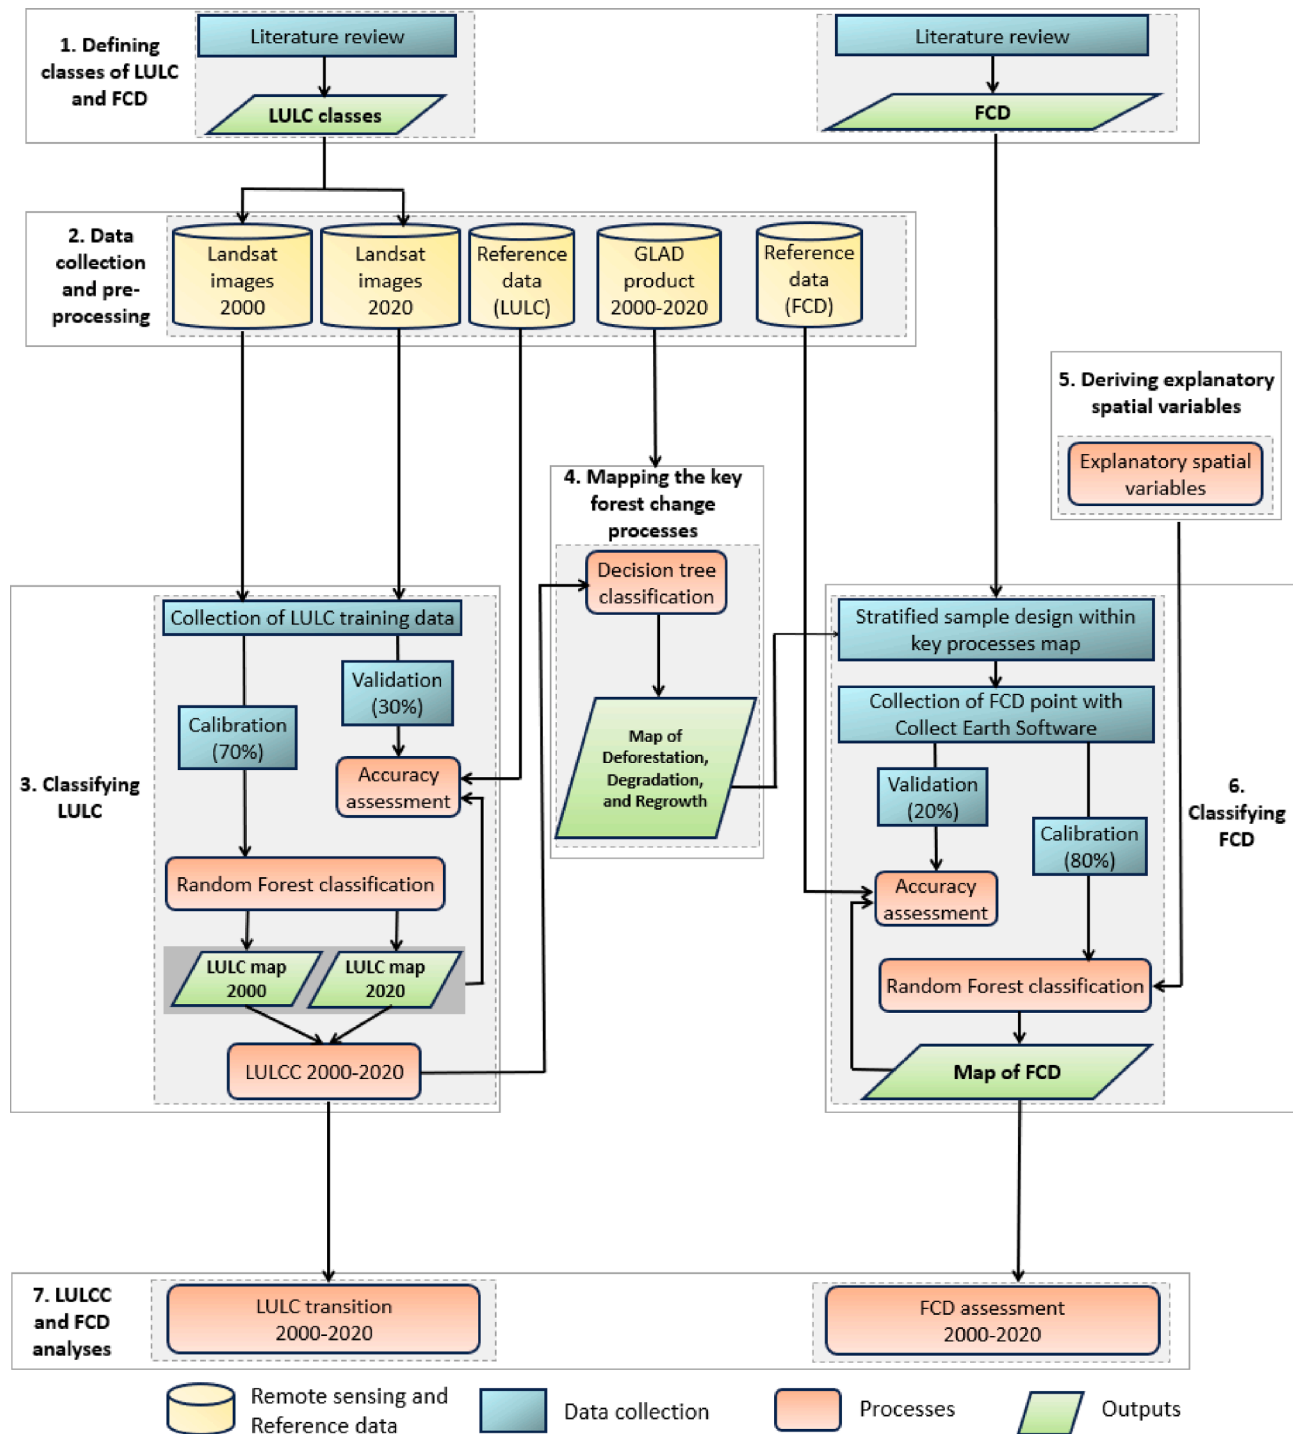 1. Defining
classes of LULC
and FCD
Literature review
LULC classes
Literature review
FCD
2. Data
collection
and pre-
processing
Landsat
images
2000
Landsat
images
2020
Reference
data
(LULC)
GLAD
product
2000-2020
Reference
data
(FCD)
5. Deriving explanatory
spatial variables
Explanatory spatial
variables
4. Mapping the key
forest change
processes
Decision tree
classification
Map of
Deforestation,
Degradation,
and Regrowth
3. Classifying
LULC
Collection of LULC training data
Validation
(30%)
Calibration
(70%)
Accuracy
assessment
Random Forest classification
LULC map
2000
LULC map
2020
LULCC 2000-2020
6.
Classifying
FCD
Stratified sample design within
key processes map
Collection of FCD point with
Collect Earth Software
Validation
(20%)
Calibration
(80%)
Accuracy
assessment
Random Forest classification
Map of FCD
7. LULCC
and FCD
analyses
LULC transition
2000-2020
FCD assessment
2000-2020
Remote sensing and
Reference data
Data collection
Processes
Outputs